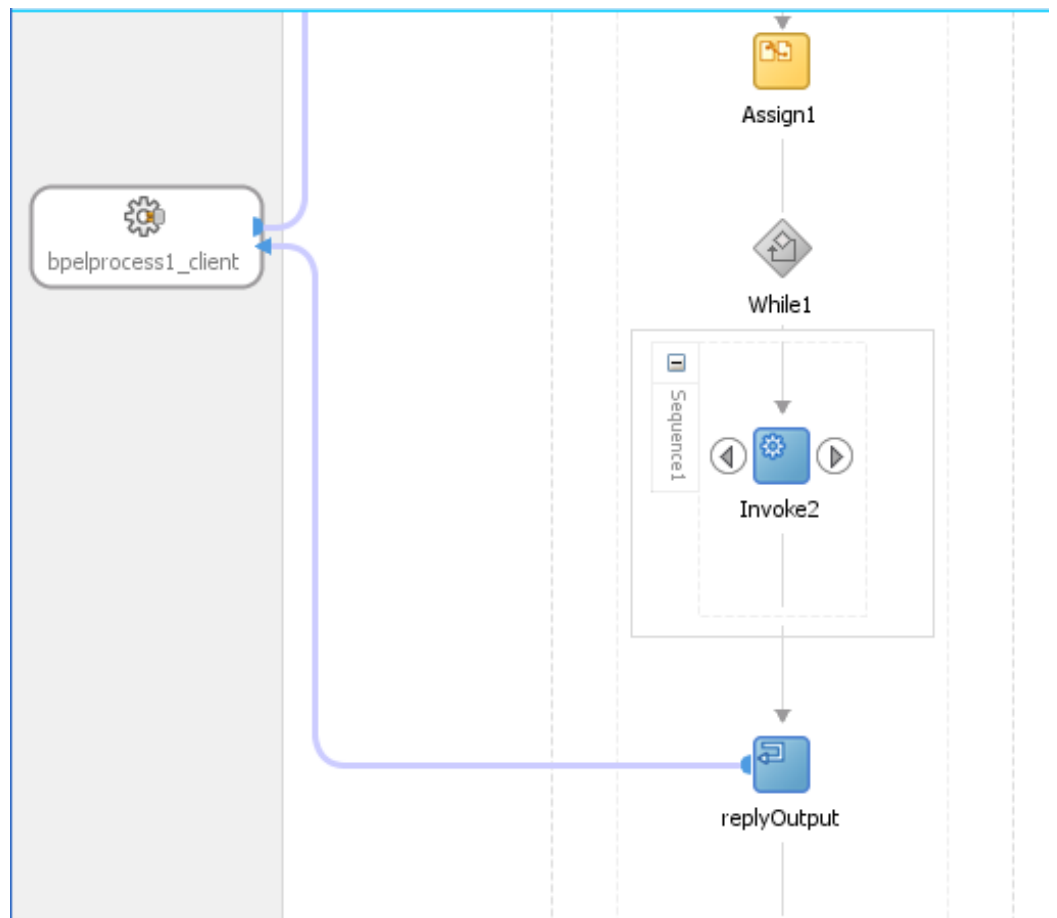 Assign1
bpelprocess1_client
While1
Sequence1
Invoke2
replyOutput